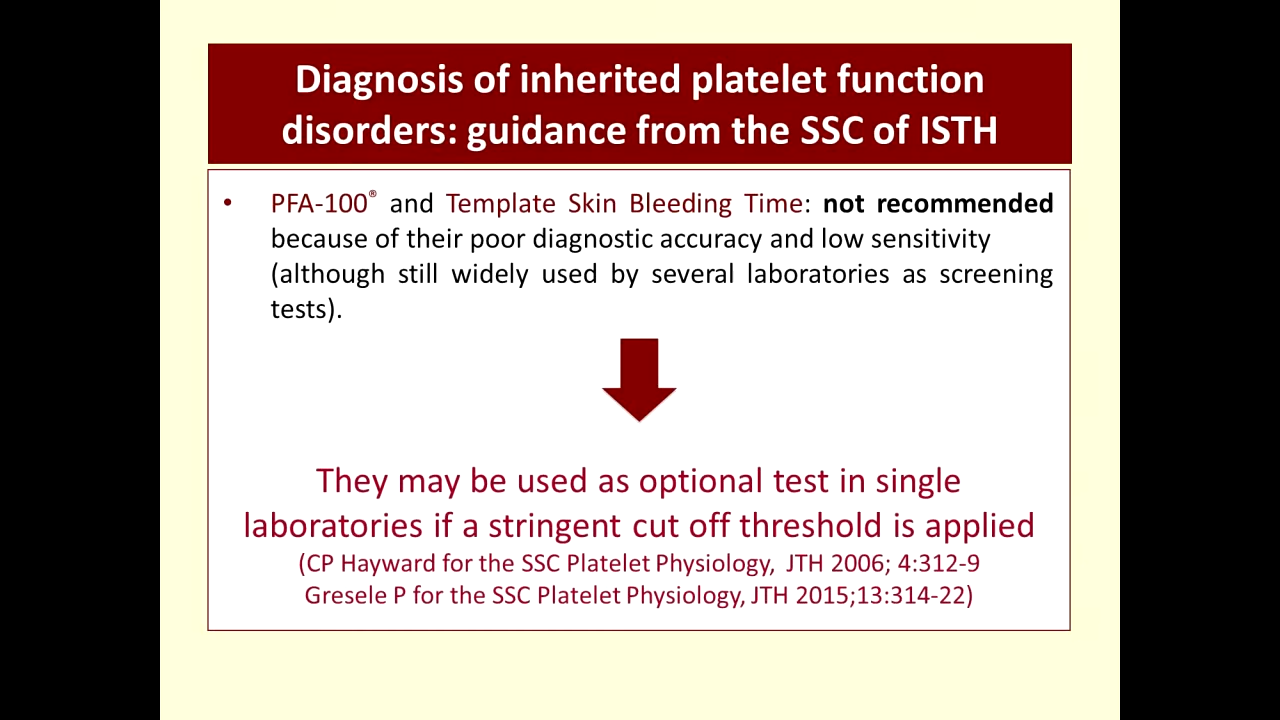 Diagnosis of inherited platelet function
disorders: guidance from the SSC of ISTH
• PFA-100® and Template Skin Bleeding Time: not recommended
because of their poor diagnostic accuracy and low sensitivity
(although still widely used by several laboratories as screening
tests).
They may be used as optional test in single
laboratories if a stringent cut off threshold is applied
(CP Hayward for the SSC Platelet Physiology, JTH 2006; 4:312-9
Gresele P for the SSC Platelet Physiology, JTH 2015;13:314-22)